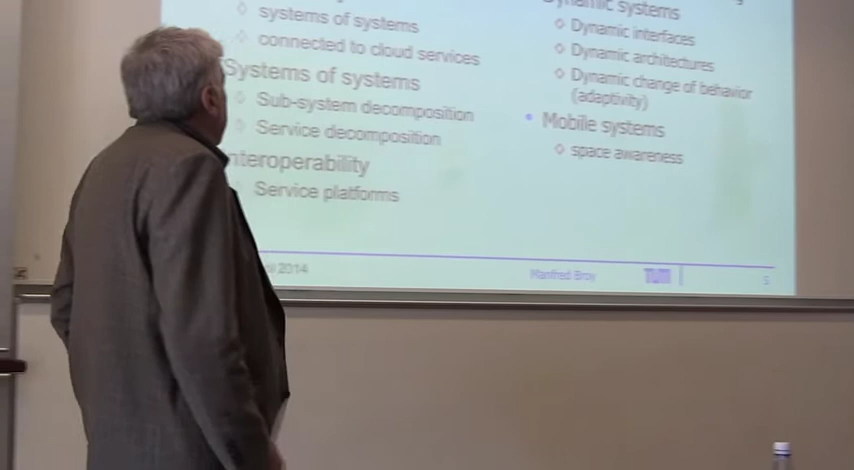 systems of systems
connected to cloud services
Systems of systems
Sub-system decomposition
Service decomposition
nteroperability
Service platforms
Dynamic systems
Dynamic interfaces
Dynamic architectures
Dynamic change of behavior
(adaptivity)
Mobile systems
space awareness
2014
Manfred Broy
TUM
5